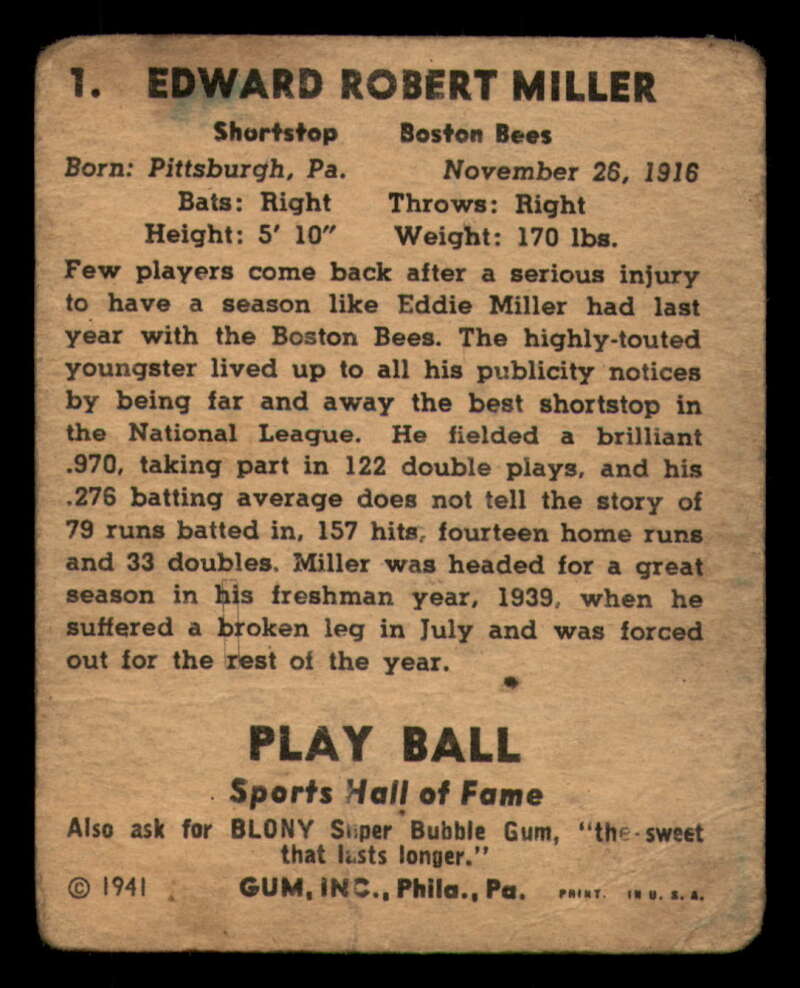 1. EDWARD ROBERT MILLER
Shortstop Boston Bees
Born: Pittsburgh, Pa. November 26, 1916
Bats: Right Throws: Right
Height: 5' 10" Weight: 170 lbs.
Few players come back after a serious injury
to have a season like Eddie Miller had last
year with the Boston Bees. The highly-touted
youngster lived up to all his publicity notices
by being far and away the best shortstop in
the National League. He fielded a brilliant
.970, taking part in 122 double plays, and his
.276 batting average does not tell the story of
79 runs batted in, 157 hits, fourteen home runs
and 33 doubles. Miller was headed for a great
season in his freshman year, 1939, when he
suffered a broken leg in July and was forced
out for the rest of the year.
PLAY BALL
Sports Hall of Fame
Also ask for BLONY Super Bubble Gum, "the sweet
that lasts longer."
© 1941 GUM, INC., Phila., Pa. PRINT. IN U. S. A.